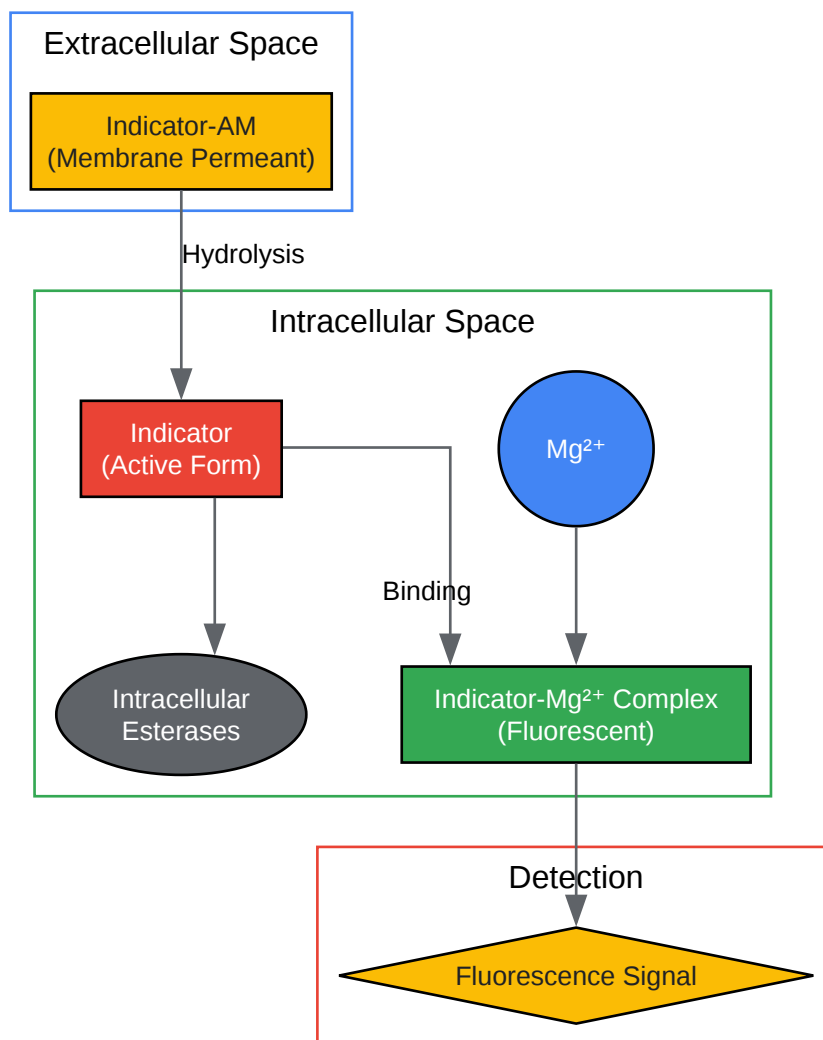 Extracellular Space
Indicator-AM
(Membrane Permeant)
Hydrolysis
Intracellular Space
Indicator
(Active Form)
Mg²⁺
Binding
Intracellular
Esterases
Indicator-Mg²⁺ Complex
(Fluorescent)
Detection
Fluorescence Signal